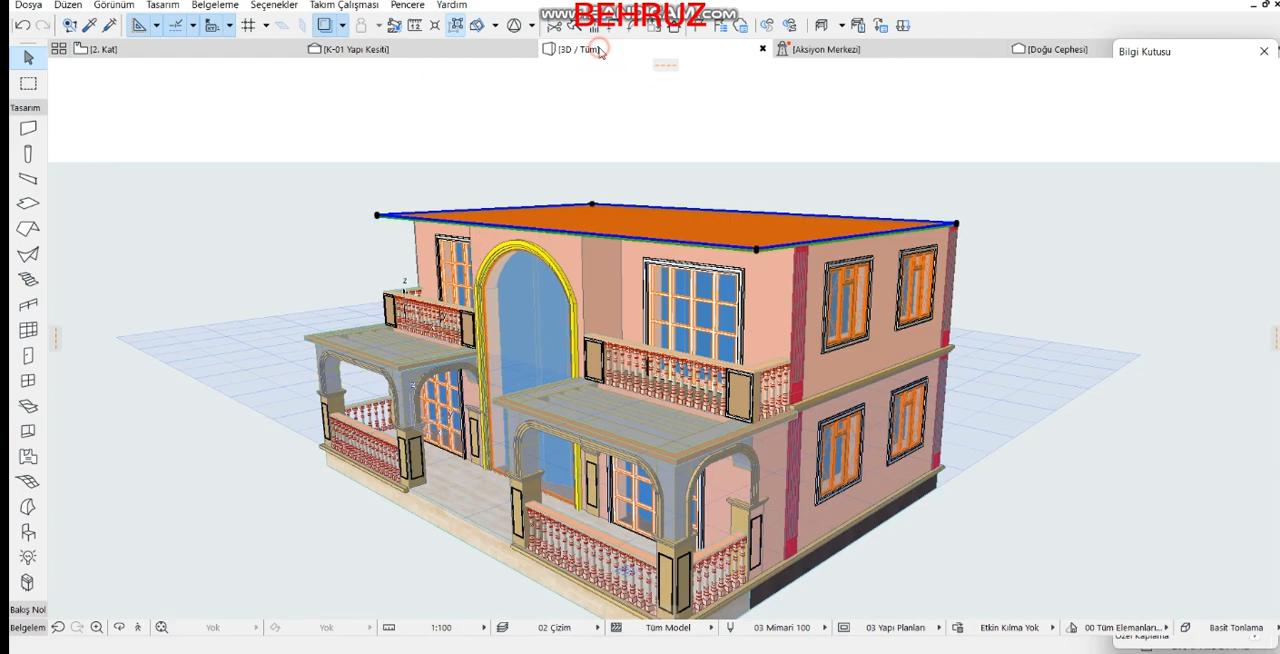 Dosya Düzen Görünüm Tasarım Belgeleme Seçenekler Takım Çalışması Pencere Yardım
BEHRUZ
[2. Kat] [K-01 Yapı Kesiti] [3D / Tüm] [Aksiyon Merkezi] [Doğu Cephesi] Bilgi Kutusu
Tasarım
z
Bakış Nol
Belgelem Yok Yok 1:100 02 Çizim Tüm Model 03 Mimari 100 03 Yapı Planları Etkin Kılma Yok 00 Tüm Elemanları... Basit Tonlama
Özel Kaplama